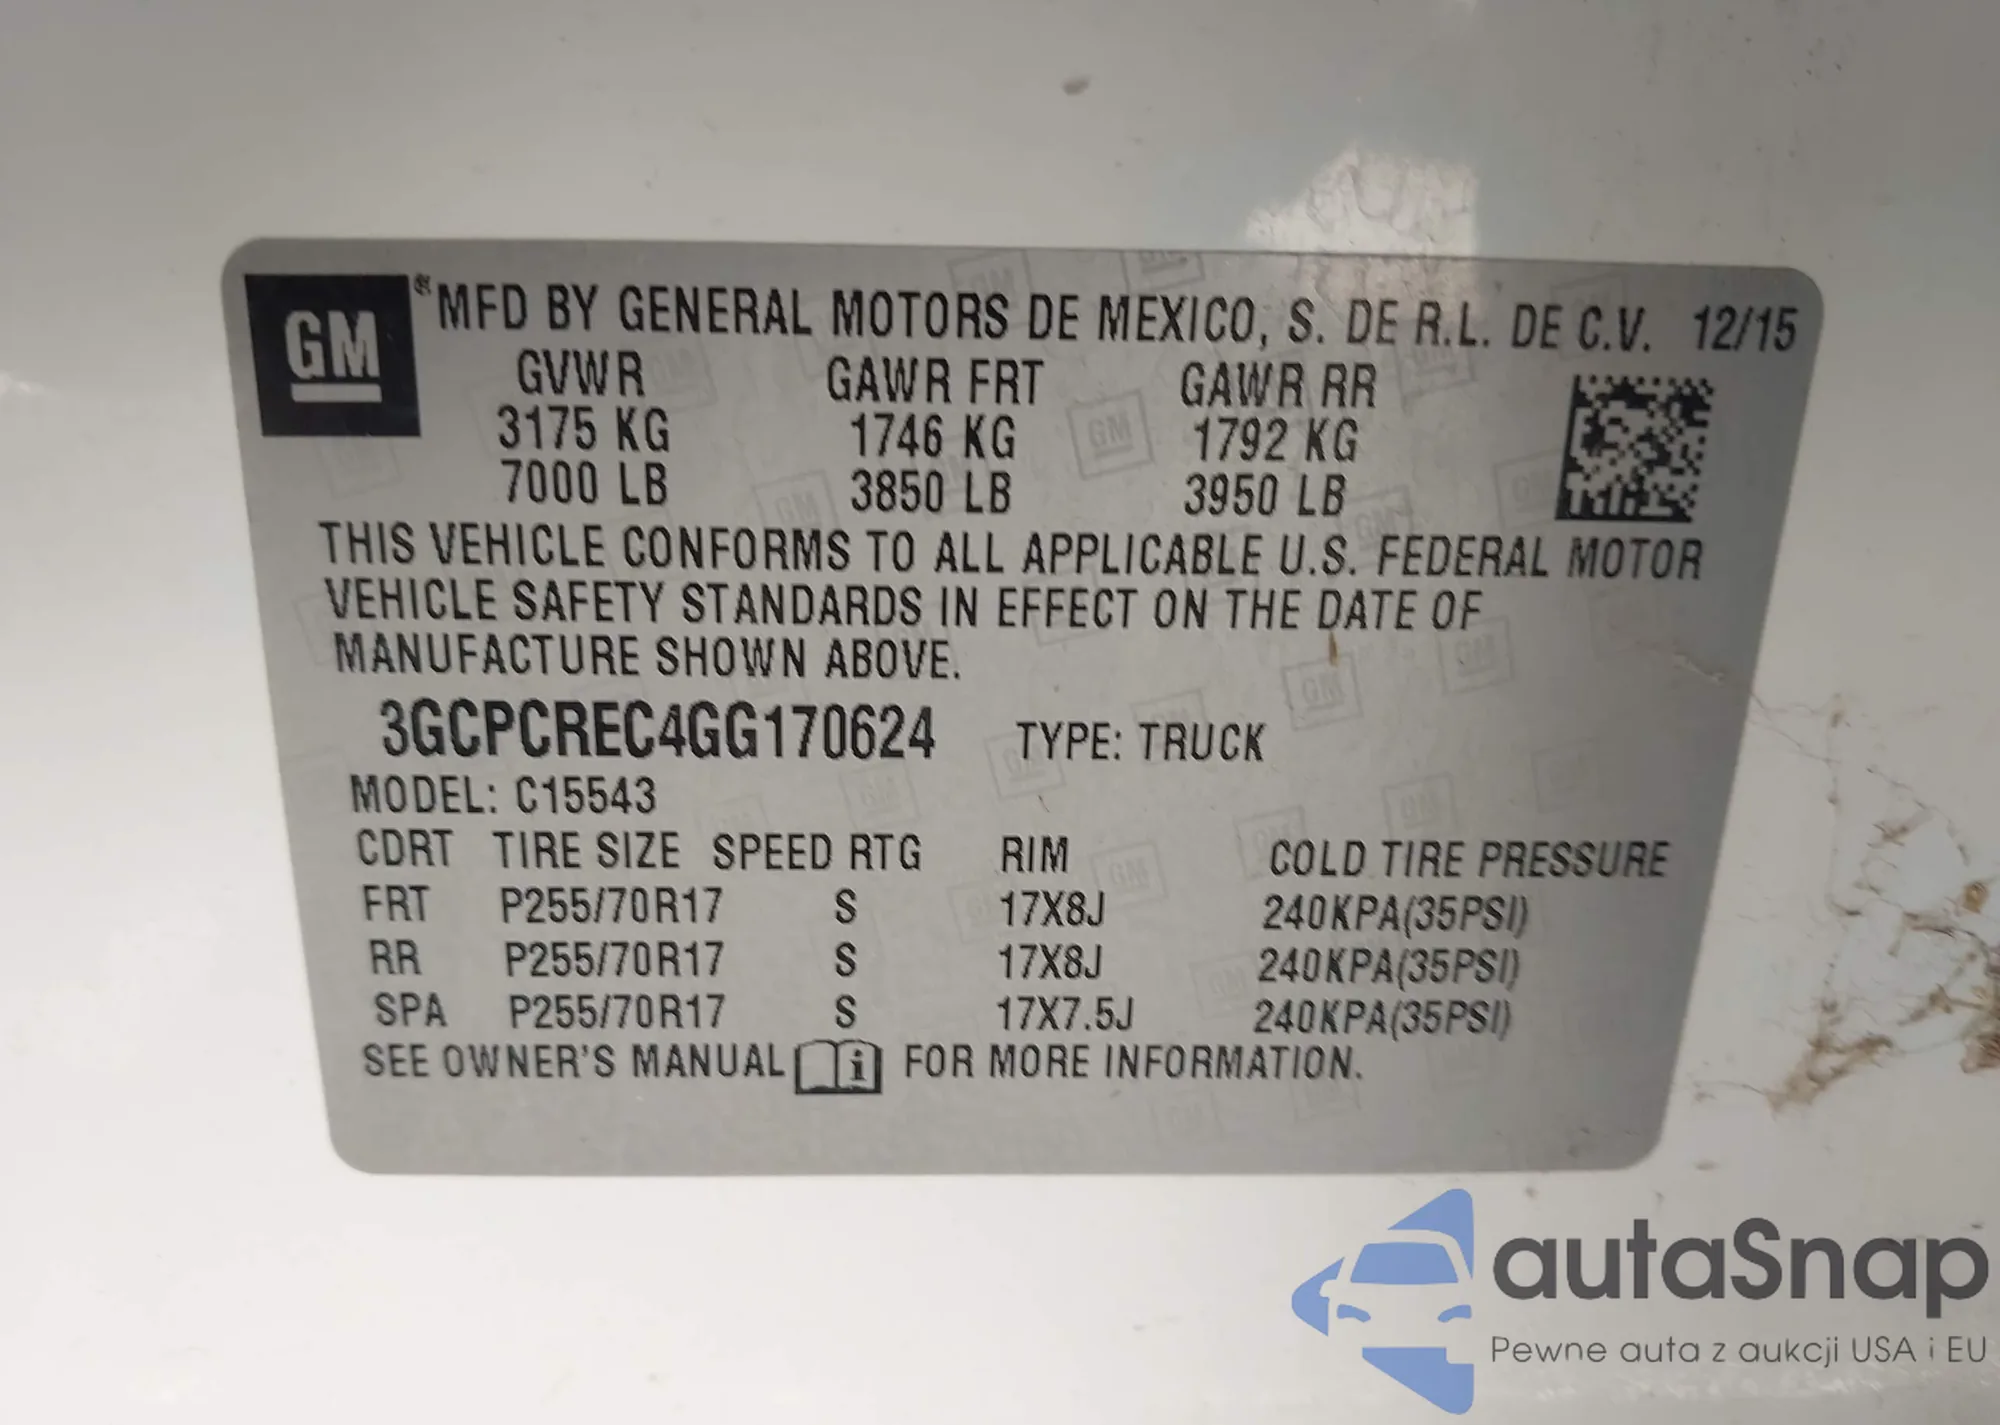 GM
®MFD BY GENERAL MOTORS DE MEXICO, S. DE R.L. DE C.V. 12/15
GVWR GAWR FRT GAWR RR
3175 KG 1746 KG 1792 KG
7000 LB 3850 LB 3950 LB
THIS VEHICLE CONFORMS TO ALL APPLICABLE U.S. FEDERAL MOTOR
VEHICLE SAFETY STANDARDS IN EFFECT ON THE DATE OF
MANUFACTURE SHOWN ABOVE.
3GCPCREC4GG170624 TYPE: TRUCK
MODEL: C15543
CDRT TIRE SIZE SPEED RTG RIM COLD TIRE PRESSURE
FRT P255/70R17 S 17X8J 240KPA(35PSI)
RR P255/70R17 S 17X8J 240KPA(35PSI)
SPA P255/70R17 S 17X7.5J 240KPA(35PSI)
SEE OWNER'S MANUAL i FOR MORE INFORMATION.
autaSnap
Pewne auta z aukcji USA i EU